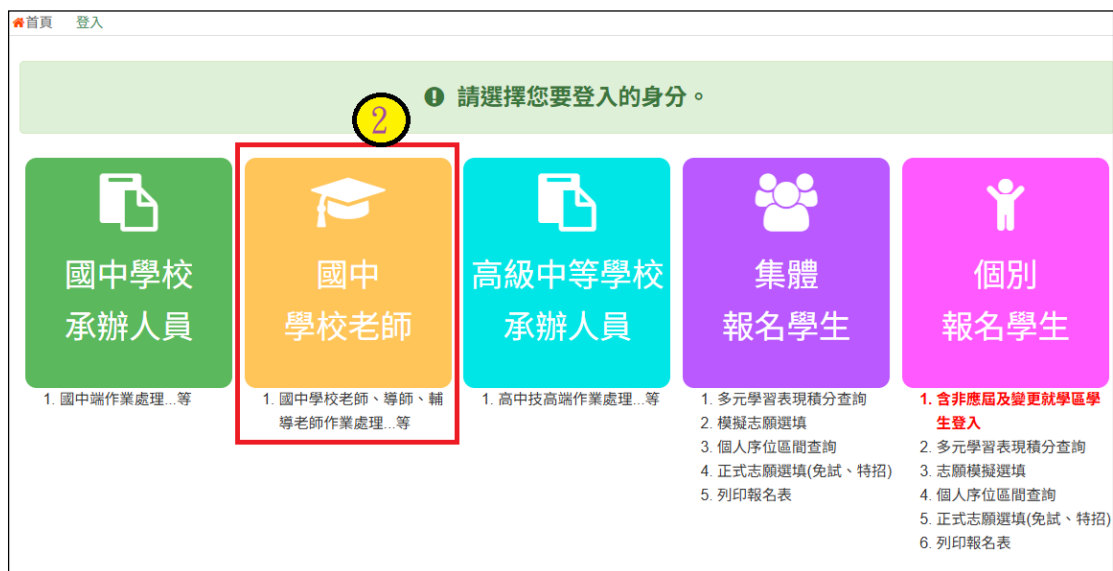 首頁 登入
請選擇您要登入的身分。
2
國中學校
承辦人員
1. 國中端作業處理...等
國中
學校老師
1. 國中學校老師、導師、輔
導老師作業處理...等
高級中等學校
承辦人員
1. 高中技高端作業處理...等
集體
報名學生
1. 多元學習表現積分查詢
2. 模擬志願選填
3. 個人序位區間查詢
4. 正式志願選填(免試、特招)
5. 列印報名表
個別
報名學生
1. 含非應屆及變更就學區學
生登入
2. 多元學習表現積分查詢
3. 志願模擬選填
4. 個人序位區間查詢
5. 正式志願選填(免試、特招)
6. 列印報名表